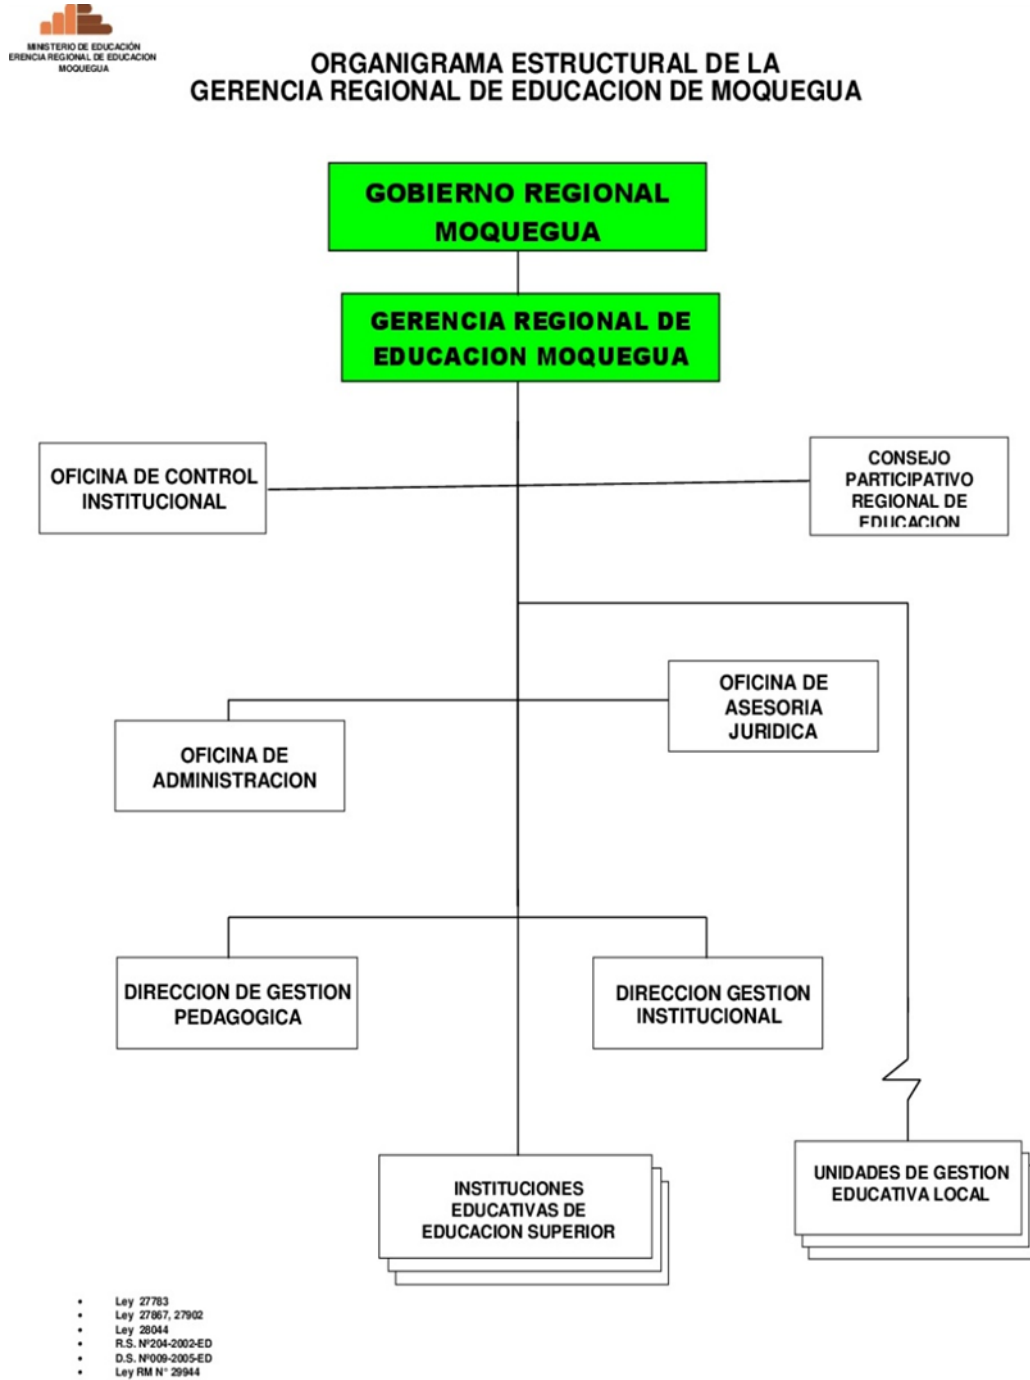 MINISTERIO DE EDUCACIÓN
ERENCIA REGIONAL DE EDUCACION
MOQUEGUA
ORGANIGRAMA ESTRUCTURAL DE LA
GERENCIA REGIONAL DE EDUCACION DE MOQUEGUA
GOBIERNO REGIONAL
MOQUEGUA
GERENCIA REGIONAL DE
EDUCACION MOQUEGUA
OFICINA DE CONTROL
INSTITUCIONAL
CONSEJO
PARTICIPATIVO
REGIONAL DE
EDUCACION
OFICINA DE
ASESORIA
JURIDICA
OFICINA DE
ADMINISTRACION
DIRECCION DE GESTION
PEDAGOGICA
DIRECCION GESTION
INSTITUCIONAL
INSTITUCIONES
EDUCATIVAS DE
EDUCACION SUPERIOR
UNIDADES DE GESTION
EDUCATIVA LOCAL
• Ley 27783
• Ley 27867, 27902
• Ley 28044
• R.S. Nº204-2002-ED
• D.S. Nº009-2005-ED
• Ley RM N° 29944